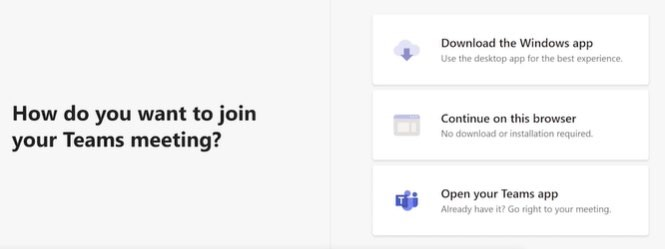 How do you want to join
your Teams meeting?
Download the Windows app
Use the desktop app for the best experience.
Continue on this browser
No download or installation required.
Open your Teams app
Already have it? Go right to your meeting.